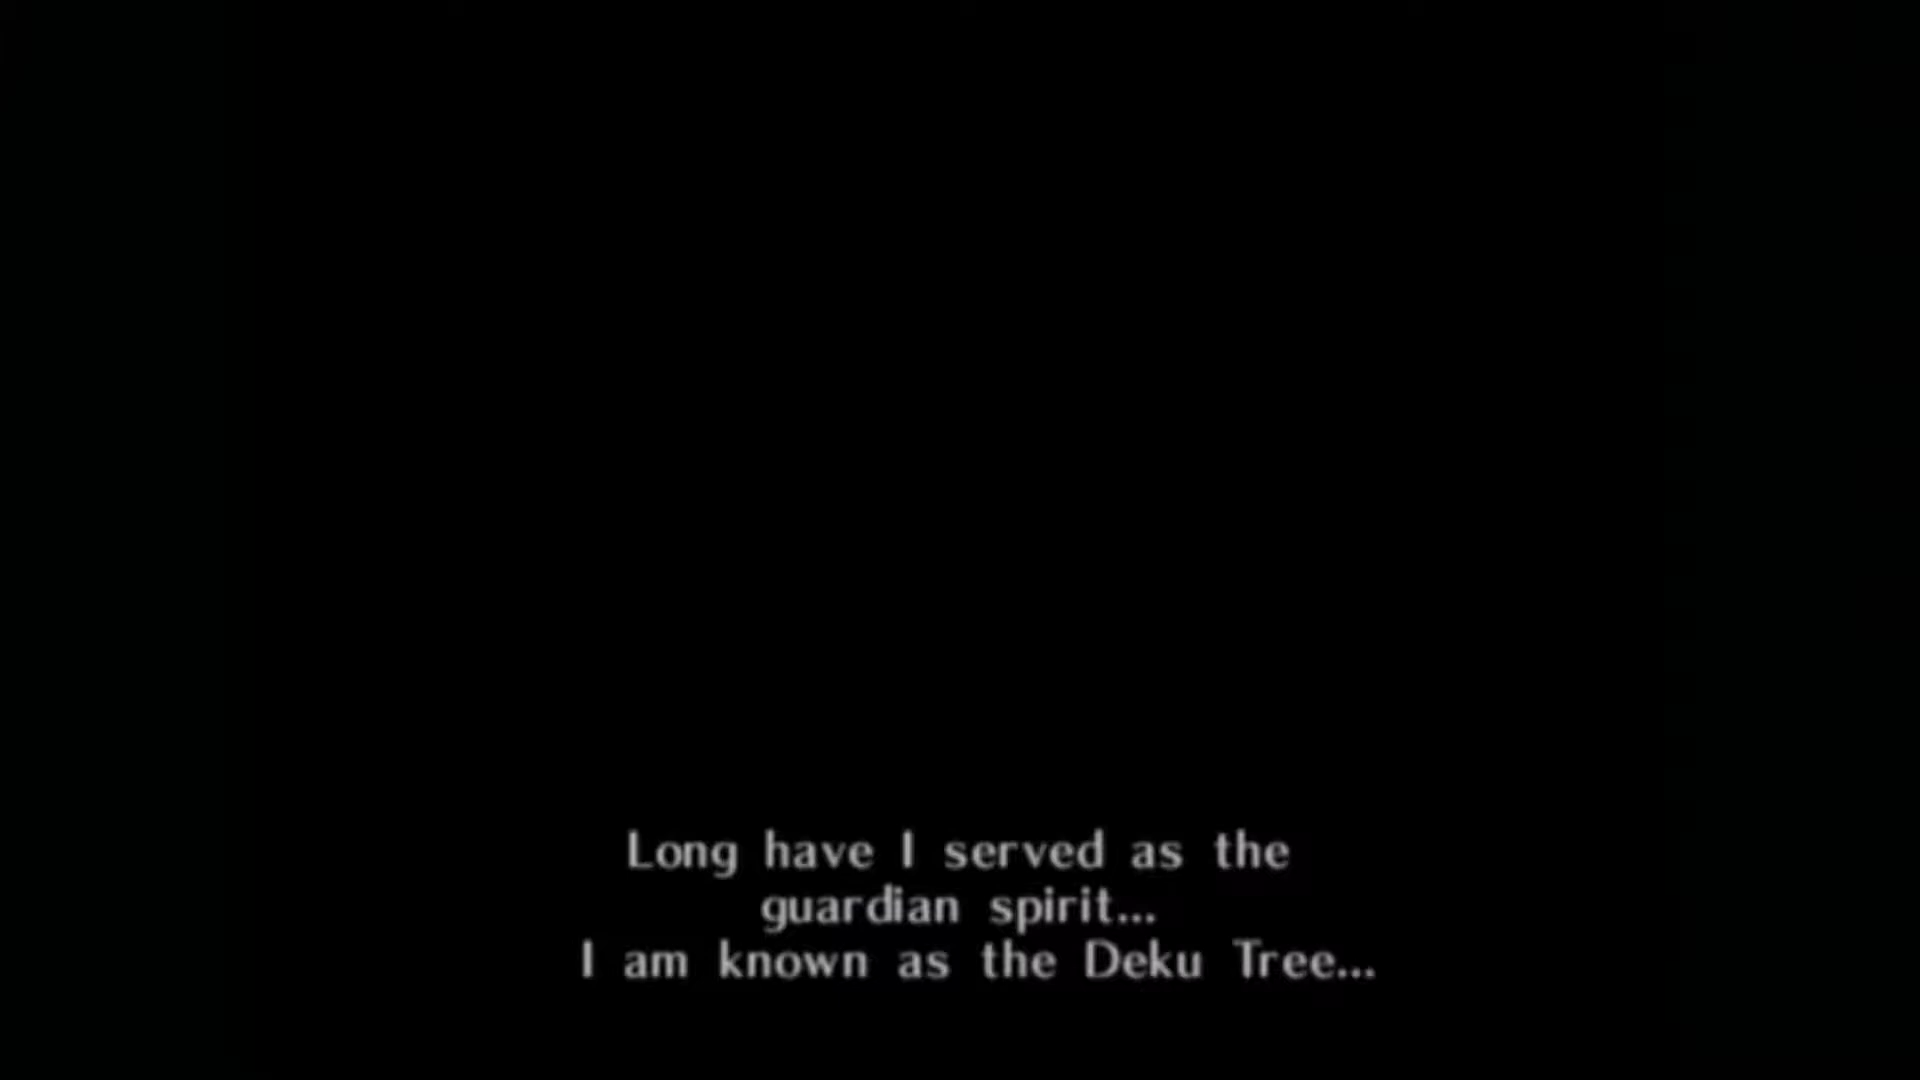 Long have I served as the
guardian spirit...
I am known as the Deku Tree...